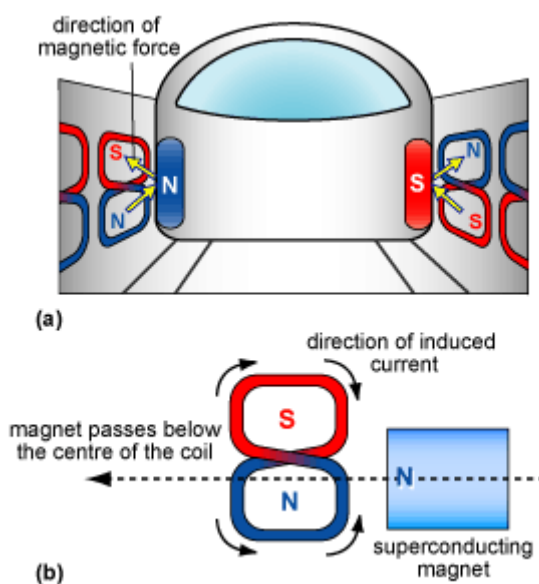 direction of
magnetic force
S
N
N
S
N
S
(a)
direction of induced
current
magnet passes below
the centre of the coil
S
N
N
superconducting
magnet
(b)